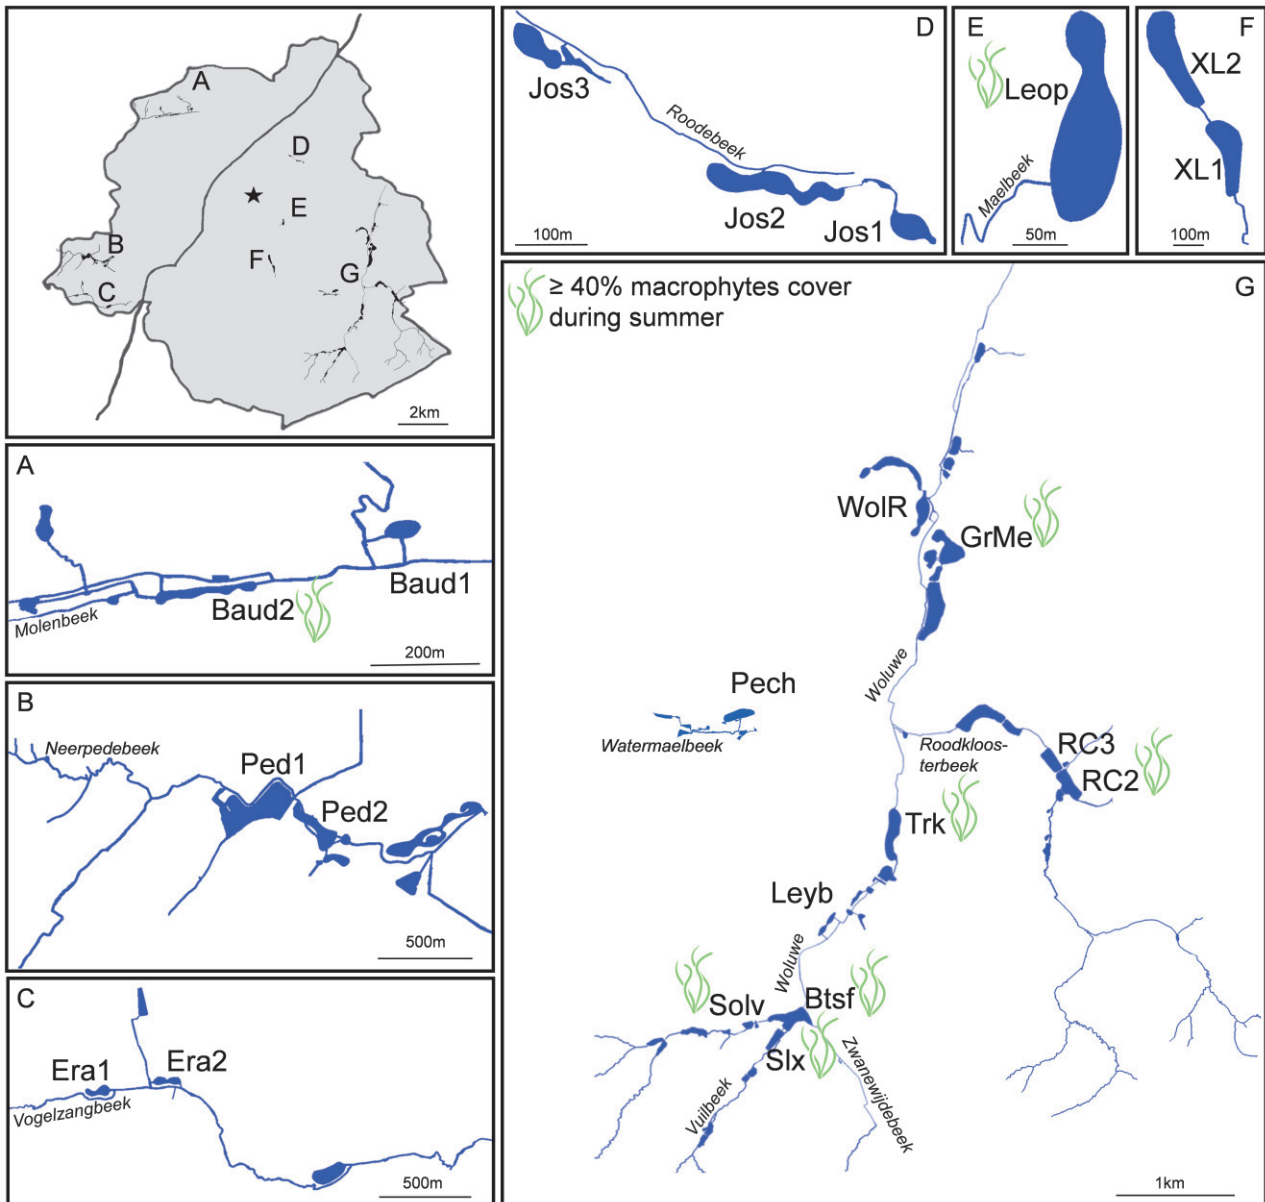 A
B
C
D
E
F
G
2km
A
Baud1
Baud2
Molenbeek
200m
B
Neerpedebeek
Ped1
Ped2
500m
C
Era1
Era2
Vogelzangbeek
500m
D
Jos3
Roodebeek
Jos2
Jos1
100m
E
Leop
Maelbeek
50m
F
XL2
XL1
100m
G
≥ 40% macrophytes cover
during summer
WolR
GrMe
Woluwe
Pech
Watermaelbeek
Roodkloos-
terbeek
RC3
RC2
Trk
Leyb
Woluwe
Solv
Btsf
Slx
Vuilbeek
Zwanewijdebeek
1km